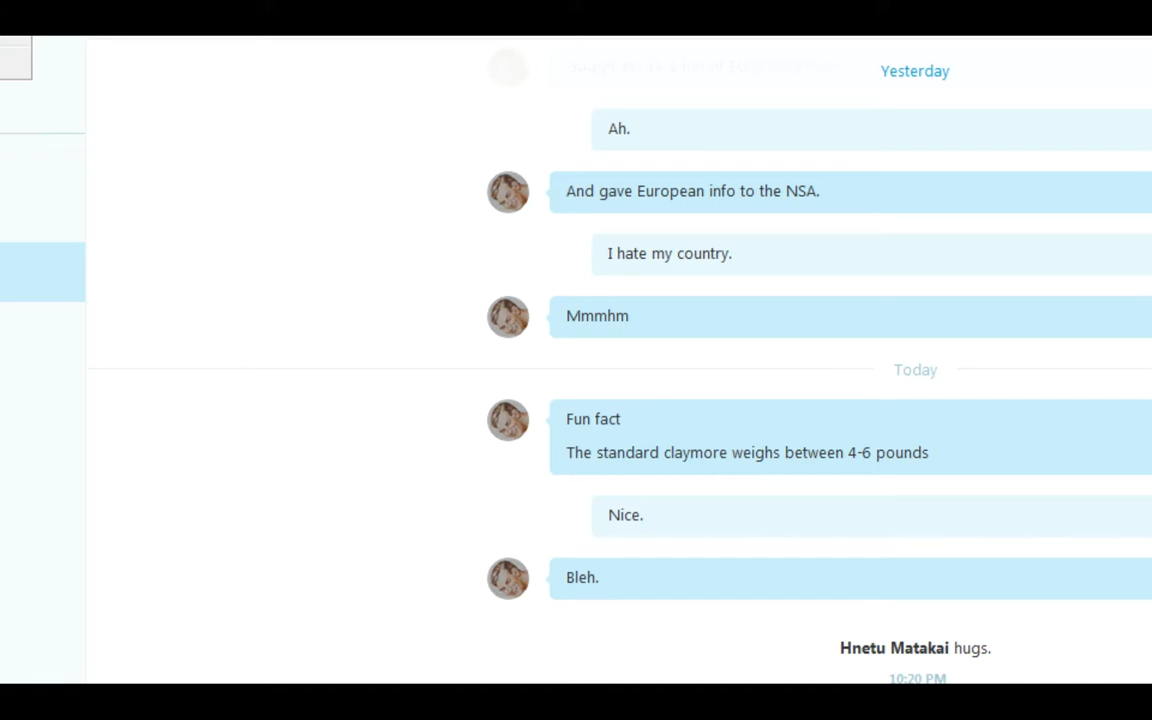 Yesterday
Ah.
And gave European info to the NSA.
I hate my country.
Mmmhm
Today
Fun fact
The standard claymore weighs between 4-6 pounds
Nice.
Bleh.
Hnetu Matakai hugs.
10:20 PM